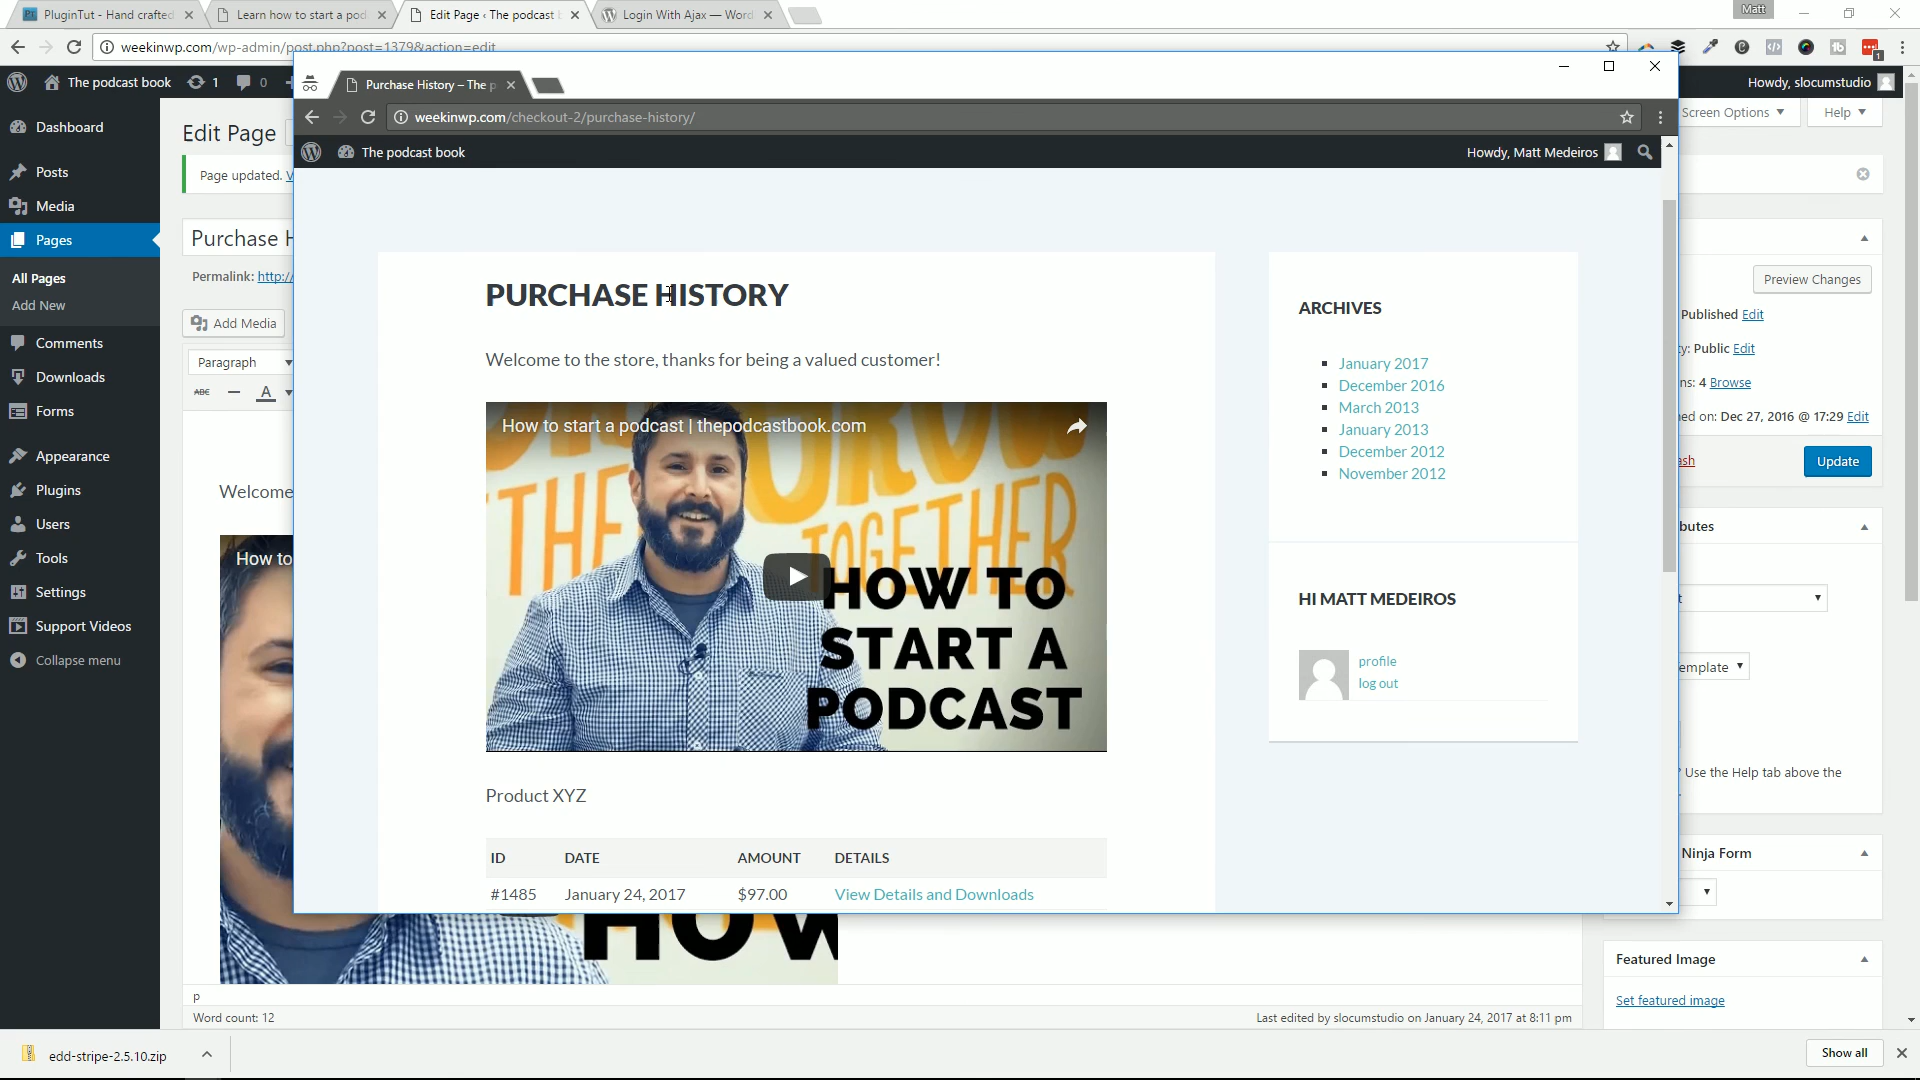 PluginTut - Hand crafted
Learn how to start a pod
Edit Page ‹ The podcast b
Login With Ajax — Word
Matt
weekinwp.com/wp-admin/post.php?post=1379&action=edit
1
The podcast book
1
0
Howdy, slocumstudio
Purchase History – The p
weekinwp.com/checkout-2/purchase-history/
The podcast book
Howdy, Matt Medeiros
Dashboard
Posts
Media
Pages
All Pages
Add New
Comments
Downloads
Forms
Appearance
Plugins
Users
Tools
Settings
Support Videos
Collapse menu
Edit Page
Page updated. V
Purchase H
Permalink: http://
Add Media
Paragraph
ABC
A
Welcome
How to
HOW
p
Word count: 12
Last edited by slocumstudio on January 24, 2017 at 8:11 pm
PURCHASE HISTORY
Welcome to the store, thanks for being a valued customer!
How to start a podcast | thepodcastbook.com
THE
GROW
TOGETHER
HOW TO
START A
PODCAST
Product XYZ
ID DATE AMOUNT DETAILS
#1485 January 24, 2017 $97.00 View Details and Downloads
ARCHIVES
January 2017
December 2016
March 2013
January 2013
December 2012
November 2012
HI MATT MEDEIROS
profile
log out
Screen Options
Help
Preview Changes
Published Edit
y: Public Edit
ns: 4 Browse
ed on: Dec 27, 2016 @ 17:29 Edit
ash
Update
butes
t
emplate
? Use the Help tab above the
Ninja Form
Featured Image
Set featured image
edd-stripe-2.5.10.zip
Show all